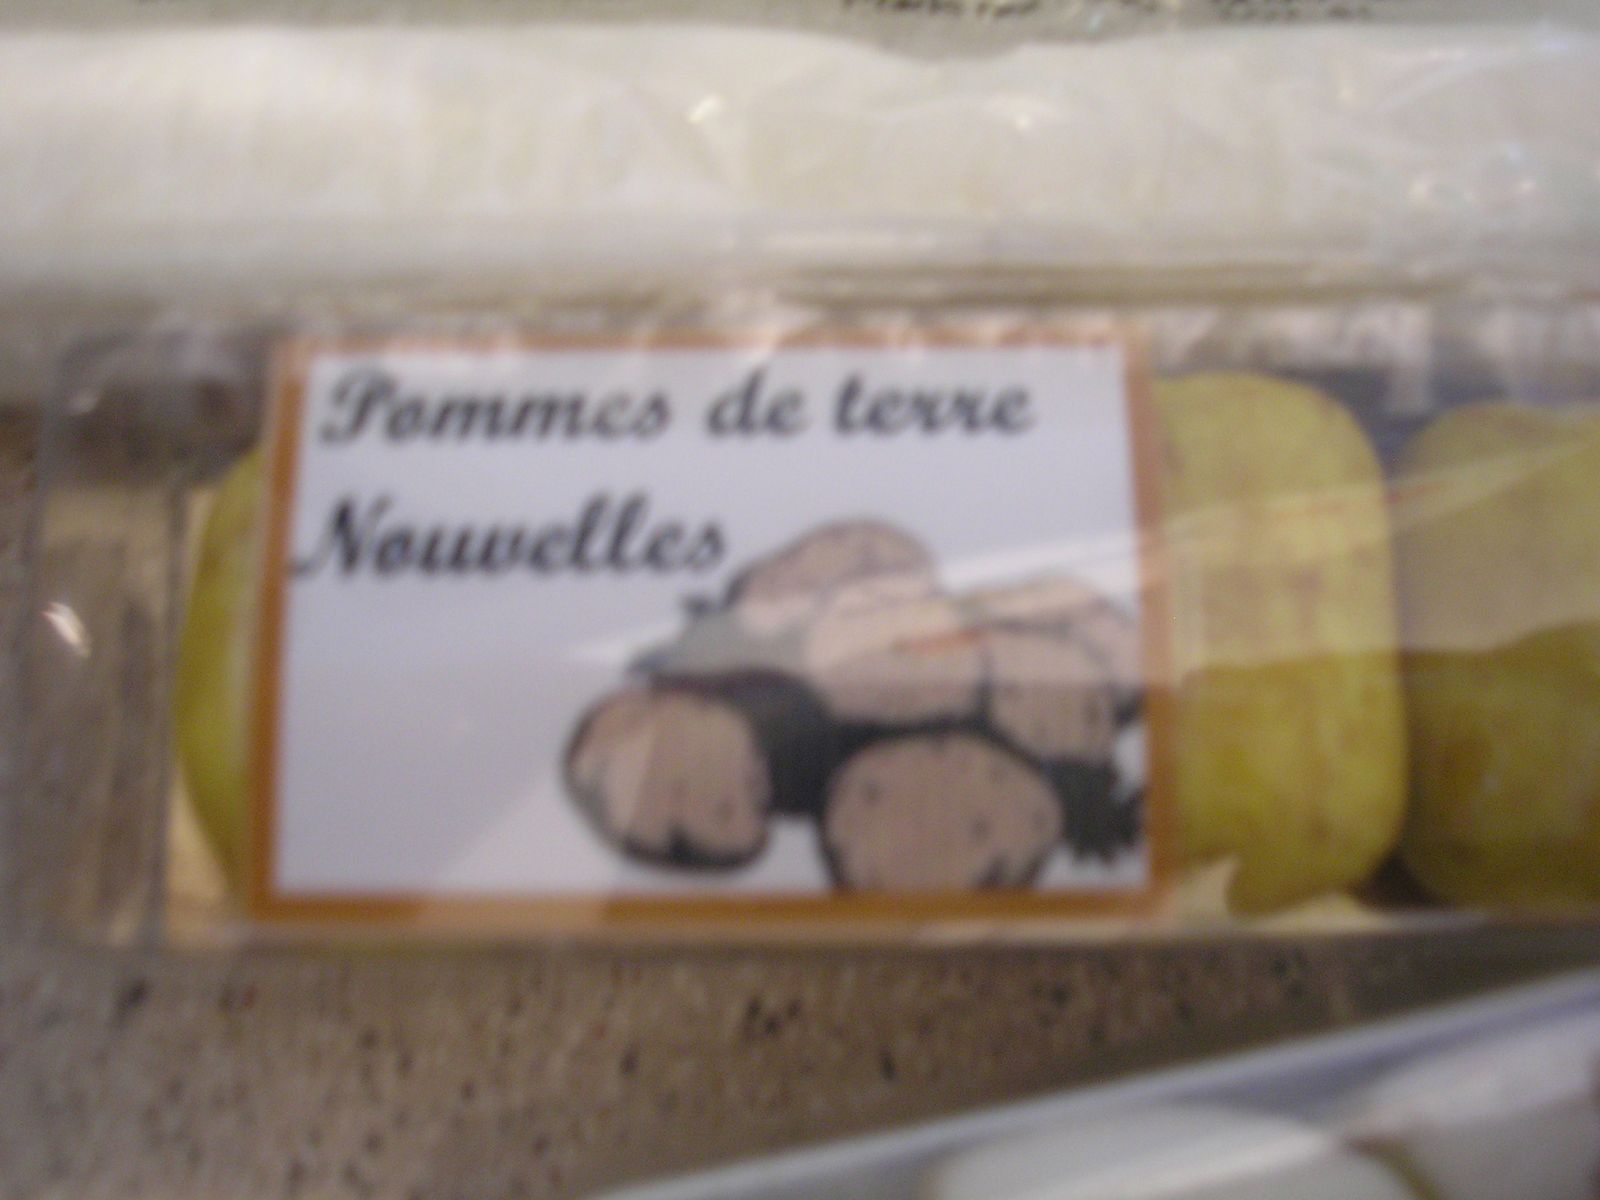 Pommes de terre
Nouvelles